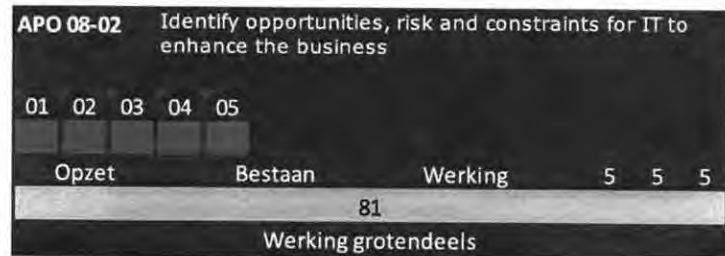 APO 08-02 Identify opportunities, risk and constraints for IT to
enhance the business
01 02 03 04 05
Opzet Bestaan Werking 5 5 5
81
Werking grotendeels